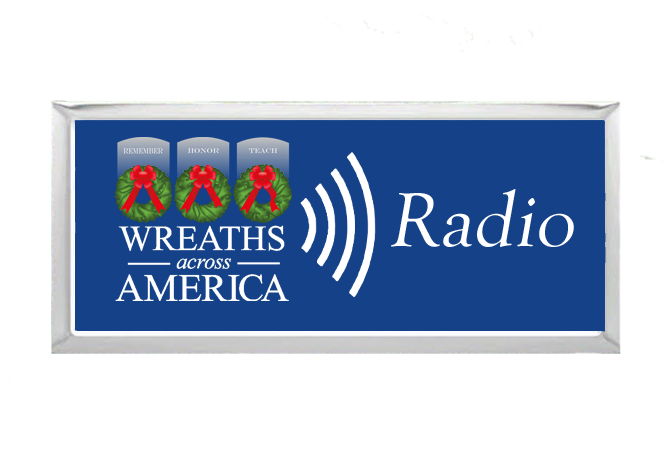 REMEMBER HONOR TEACH
WREATHS
across
AMERICA
Radio